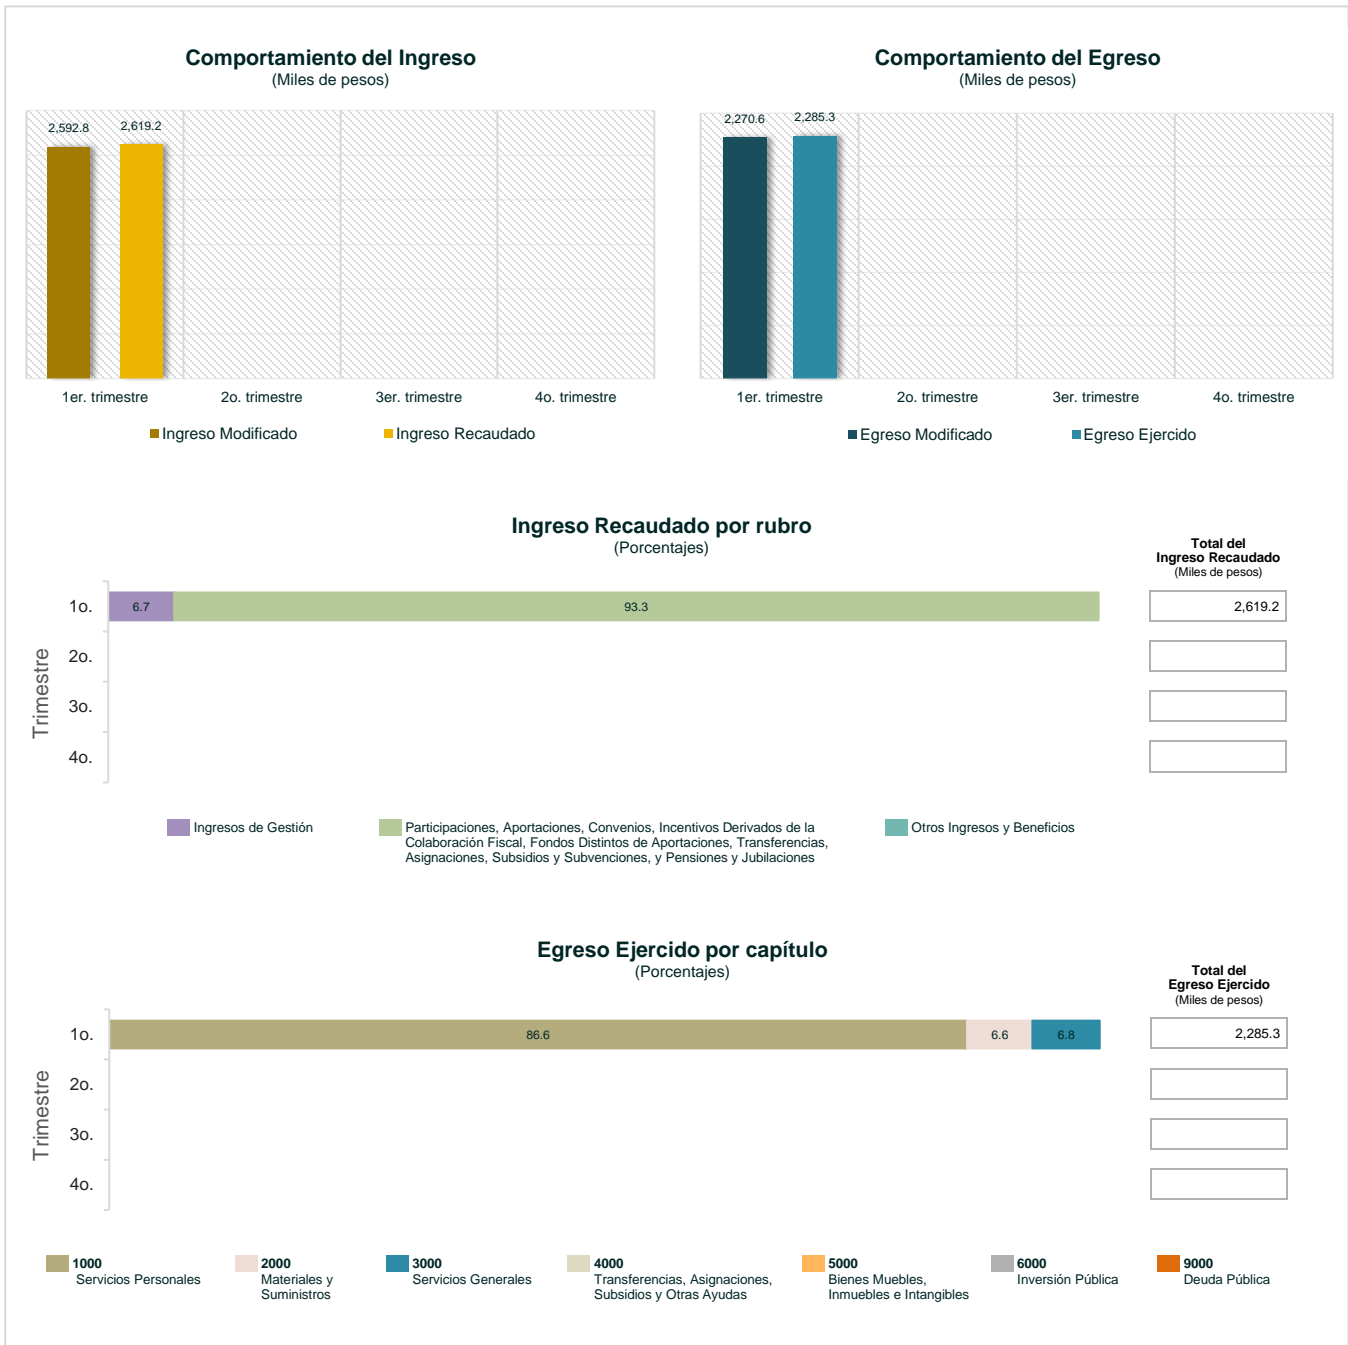 Comportamiento del Ingreso
(Miles de pesos)
2,592.8
2,619.2
1er. trimestre
2o. trimestre
3er. trimestre
4o. trimestre
Ingreso Modificado
Ingreso Recaudado
Comportamiento del Egreso
(Miles de pesos)
2,270.6
2,285.3
1er. trimestre
2o. trimestre
3er. trimestre
4o. trimestre
Egreso Modificado
Egreso Ejercido
Ingreso Recaudado por rubro
(Porcentajes)
Total del
Ingreso Recaudado
(Miles de pesos)
Trimestre
1o.
6.7
93.3
2,619.2
2o.
3o.
4o.
Ingresos de Gestión
Participaciones, Aportaciones, Convenios, Incentivos Derivados de la
Colaboración Fiscal, Fondos Distintos de Aportaciones, Transferencias,
Asignaciones, Subsidios y Subvenciones, y Pensiones y Jubilaciones
Otros Ingresos y Beneficios
Egreso Ejercido por capítulo
(Porcentajes)
Total del
Egreso Ejercido
(Miles de pesos)
Trimestre
1o.
86.6
6.6
6.8
2,285.3
2o.
3o.
4o.
1000
Servicios Personales
2000
Materiales y
Suministros
3000
Servicios Generales
4000
Transferencias, Asignaciones,
Subsidios y Otras Ayudas
5000
Bienes Muebles,
Inmuebles e Intangibles
6000
Inversión Pública
9000
Deuda Pública